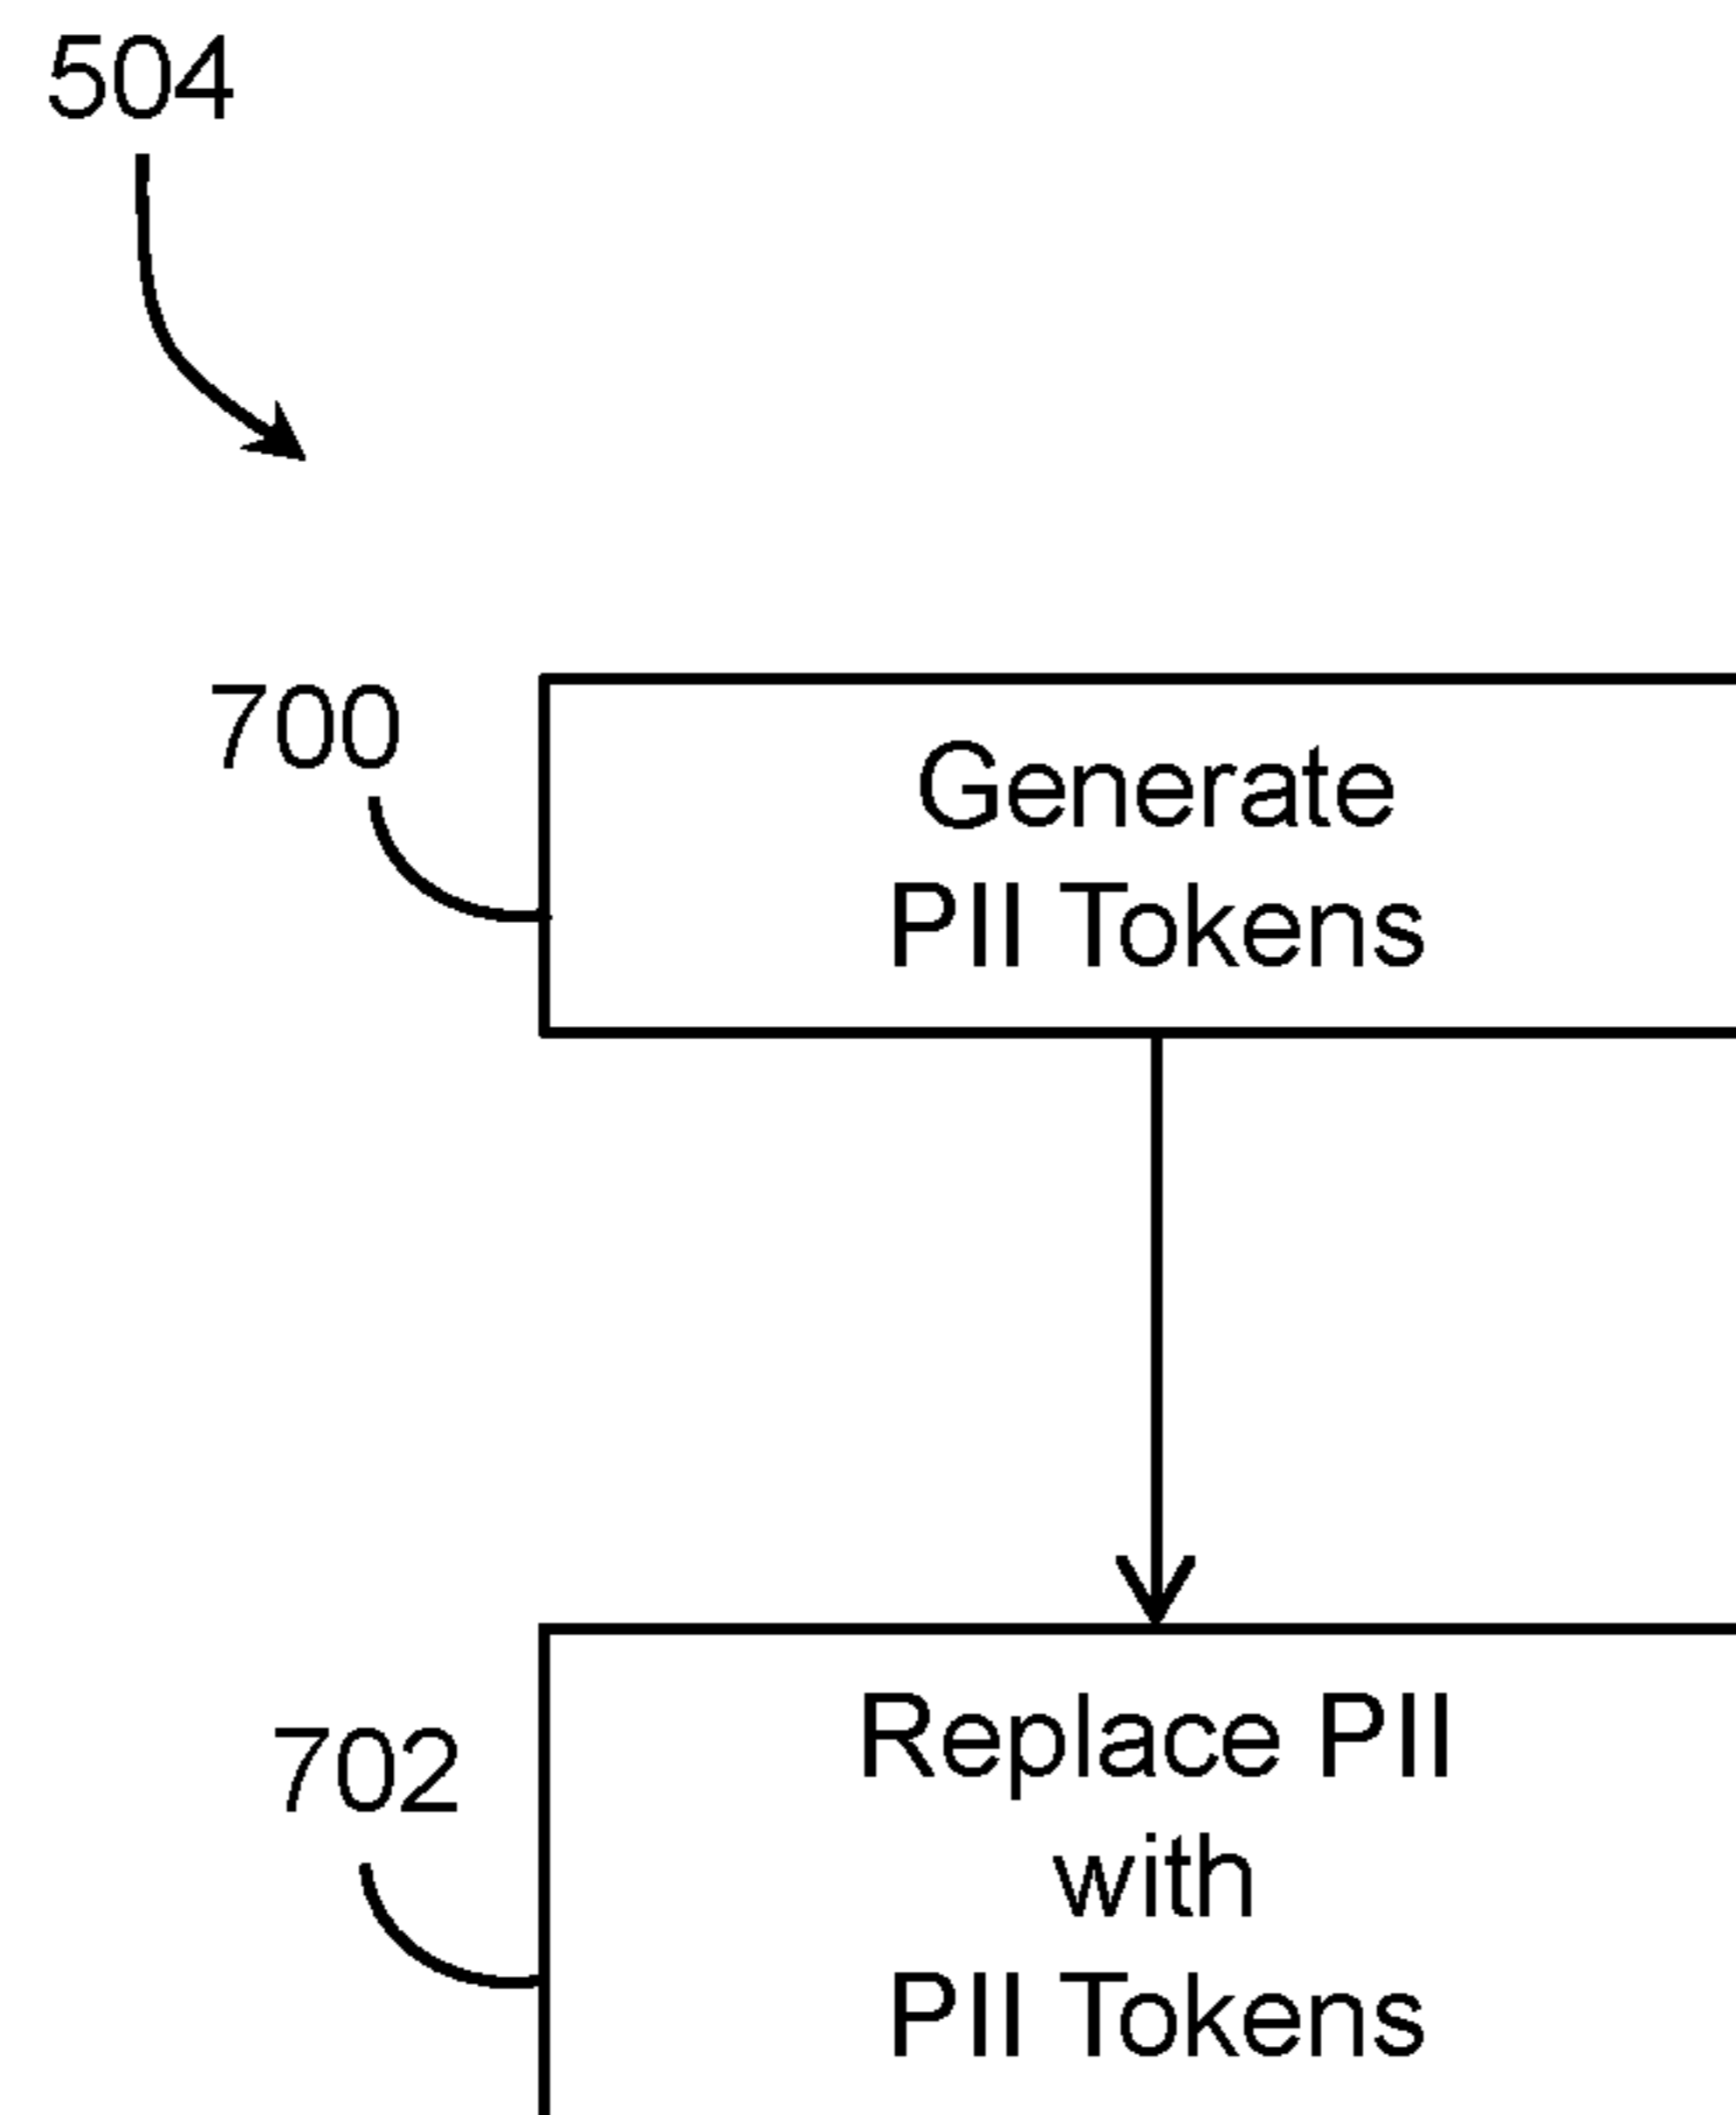 504
700
Generate
PII Tokens
702
Replace PII
with
PII Tokens